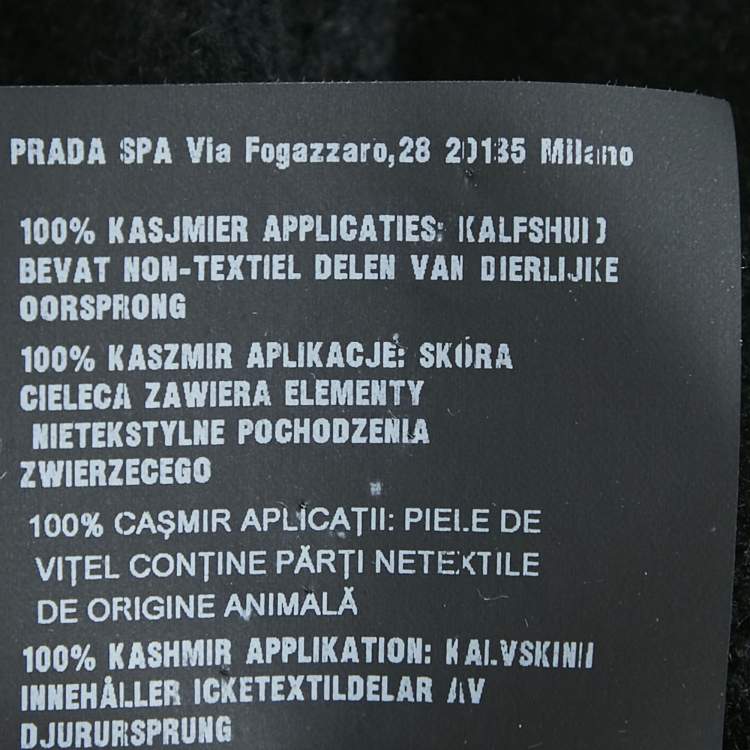 PRADA SPA Via Fogazzaro,28 20135 Milano
100% KASJMIER APPLICATIES: KALFSHUID
BEVAT NON-TEXTIEL DELEN VAN DIERLIJKE
OORSPRONG
100% KASZMIR APLIKACJE: SKÓRA
CIELECA ZAWIERA ELEMENTY
NIETEKSTYLNE POCHODZENIA
ZWIERZECEGO
100% CAŞMIR APLICAŢII: PIELE DE
VIŢEL CONŢINE PĂRŢI NETEXTILE
DE ORIGINE ANIMALĂ
100% KASHMIR APPLIKATION: KALVSKINN
INNEHÅLLER ICKETEXTILDELAR AV
DJURURSPRUNG